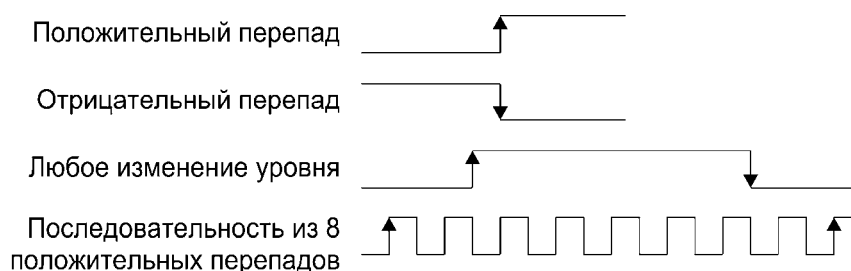 Положительный перепад
Отрицательный перепад
Любое изменение уровня
Последовательность из 8
положительных перепадов